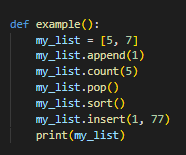 def example():
    my_list = [5, 7]
    my_list.append(1)
    my_list.count(5)
    my_list.pop()
    my_list.sort()
    my_list.insert(1, 77)
    print(my_list)